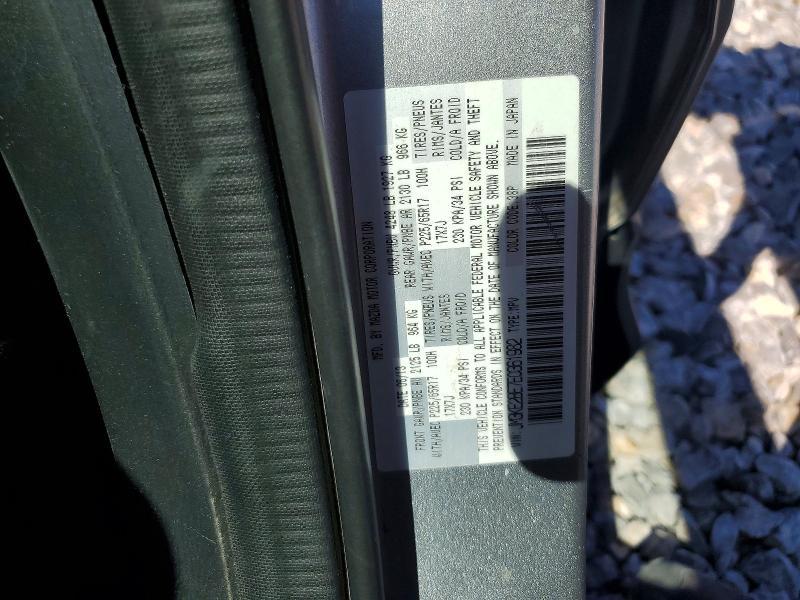 MFD. BY MAZDA MOTOR CORPORATION
DATE 06/13 GVWR/PNBV 4248 LB 1927 KG
FRONT GAWR/PNBE AV 2125 LB 964 KG REAR GAWR/PNBE AR 2130 LB 966 KG
WITH/AVEC P225/65R17 100H TIRES/PNEUS WITH/AVEC P225/65R17 100H TIRES/PNEUS
17X7J RIMS/JANTES 17X7J RIMS/JANTES
230 KPA/34 PSI COLD/A FROID 230 KPA/34 PSI COLD/A FROID
THIS VEHICLE CONFORMS TO ALL APPLICABLE FEDERAL MOTOR VEHICLE SAFETY AND THEFT
PREVENTION STANDARDS IN EFFECT ON THE DATE OF MANUFACTURE SHOWN ABOVE.
VIN: TYPE:MPV COLOR CODE:38P MADE IN JAPAN